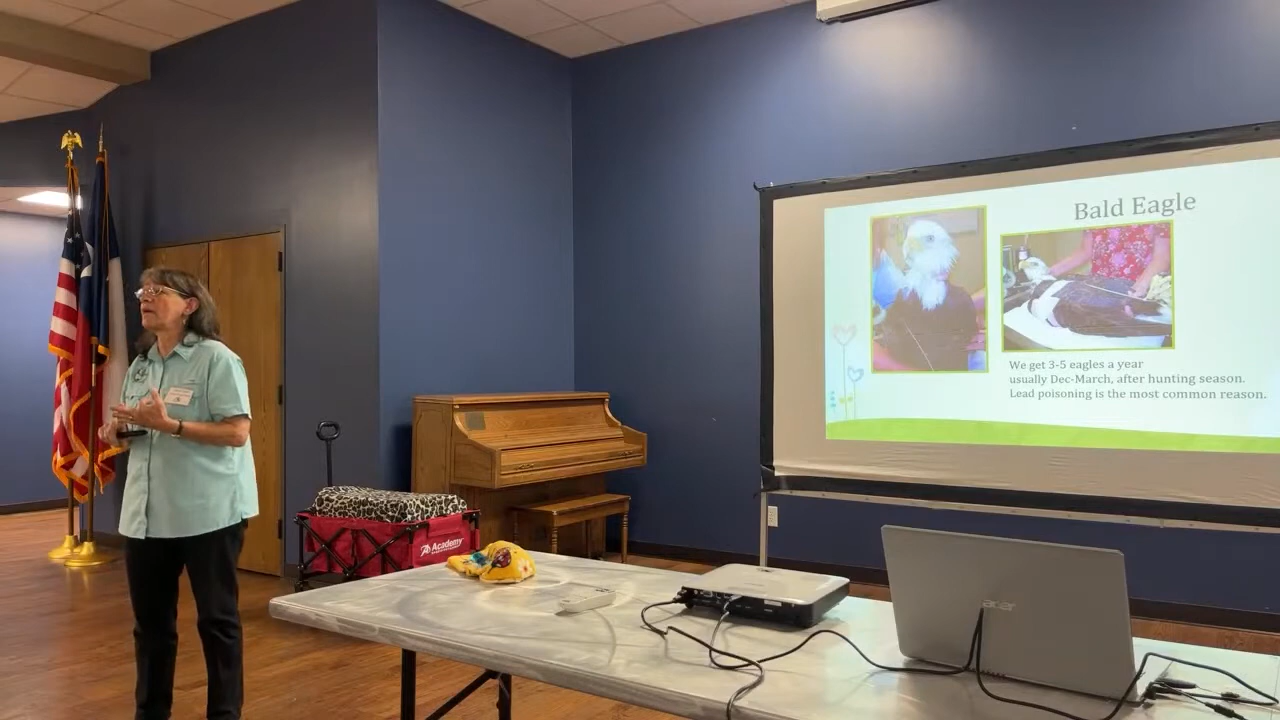 Bald Eagle
We get 3-5 eagles a year
usually Dec-March, after hunting season.
Lead poisoning is the most common reason.
Academy
acer